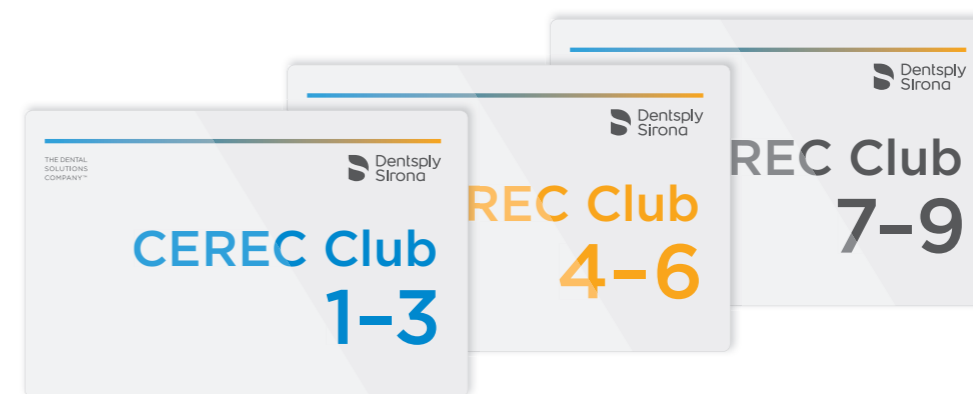 THE DENTAL
SOLUTIONS
COMPANY™
Dentsply
Sirona
CEREC Club
1–3
Dentsply
Sirona
REC Club
4–6
Dentsply
Sirona
REC Club
7–9